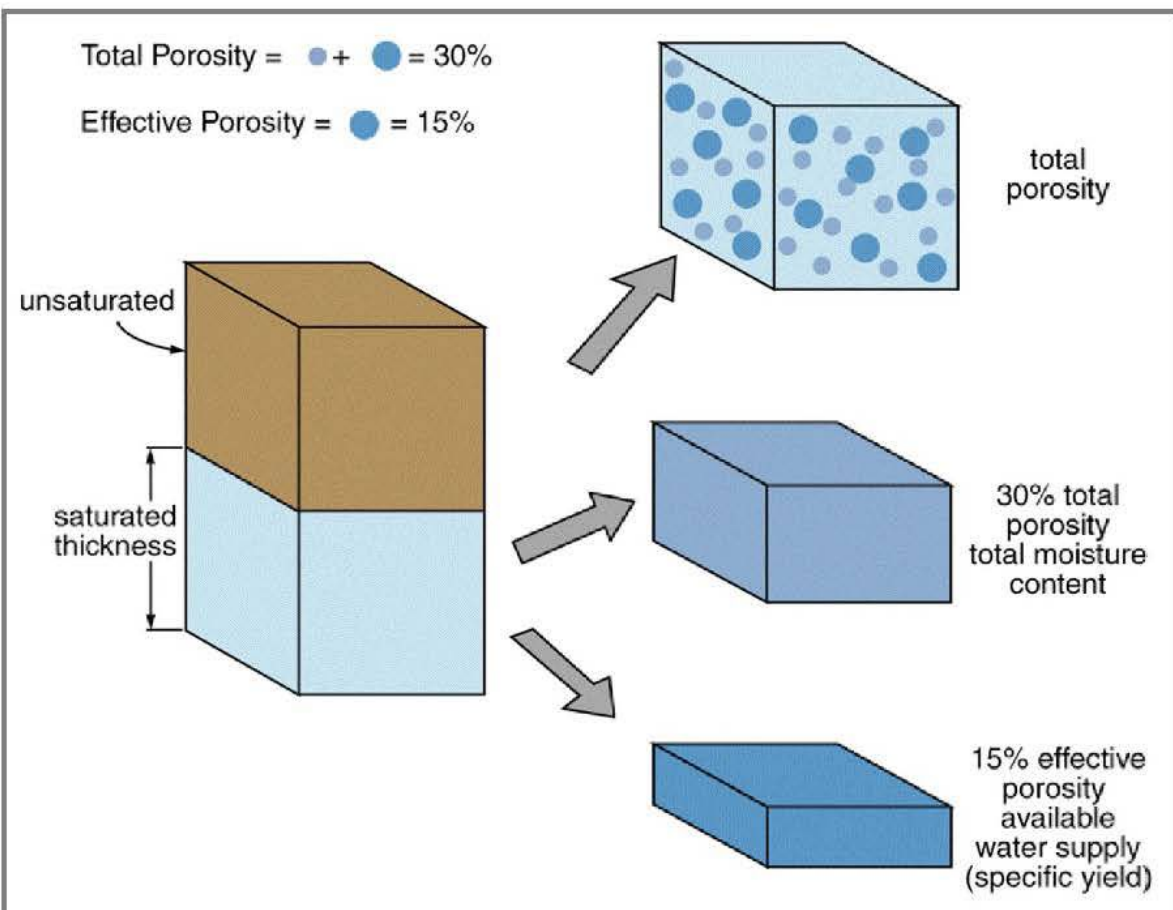 Total Porosity = + = 30%
Effective Porosity = = 15%
total
porosity
unsaturated
saturated
thickness
30% total
porosity
total moisture
content
15% effective
porosity
available
water supply
(specific yield)